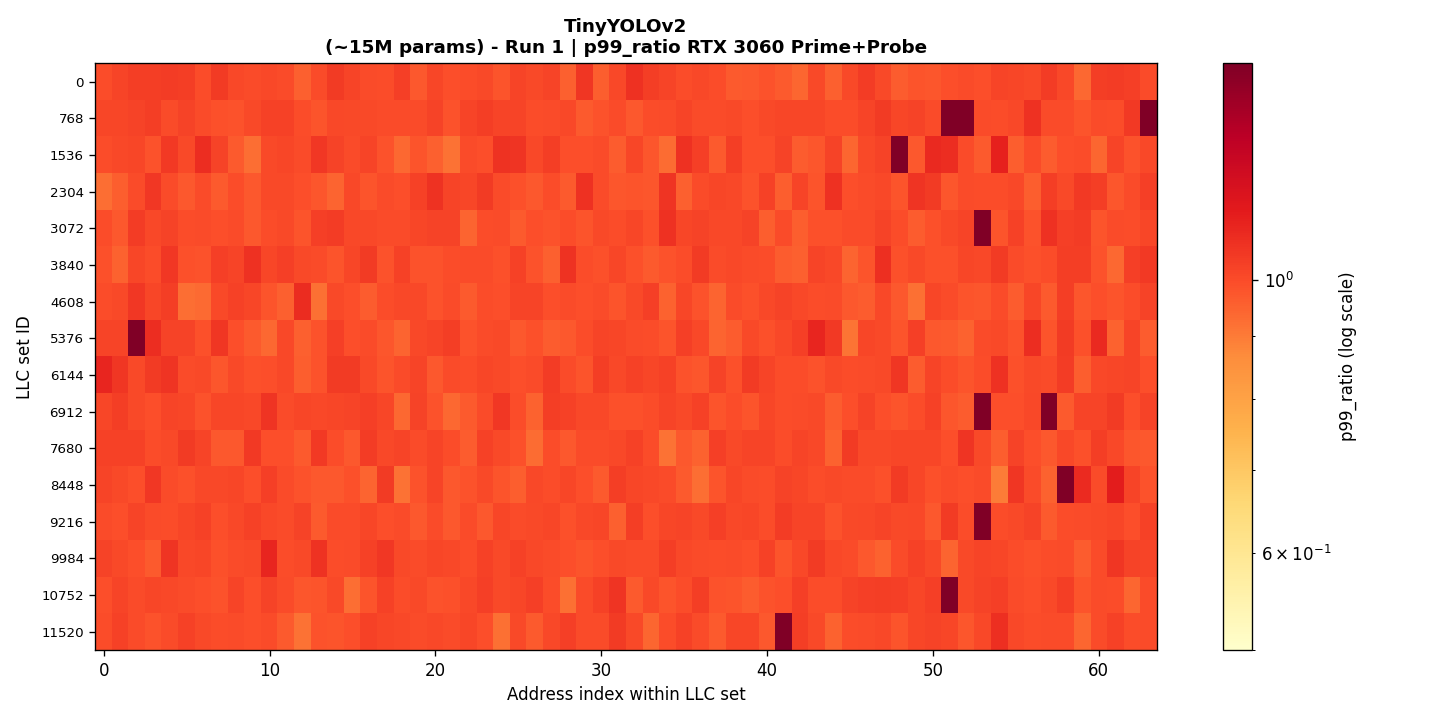 TinyYOLOv2
(~15M params) - Run 1 | p99_ratio RTX 3060 Prime+Probe
LLC set ID
0
768
1536
2304
3072
3840
4608
5376
6144
6912
7680
8448
9216
9984
10752
11520
0 10 20 30 40 50 60
Address index within LLC set
10⁰
6 × 10⁻¹
p99_ratio (log scale)